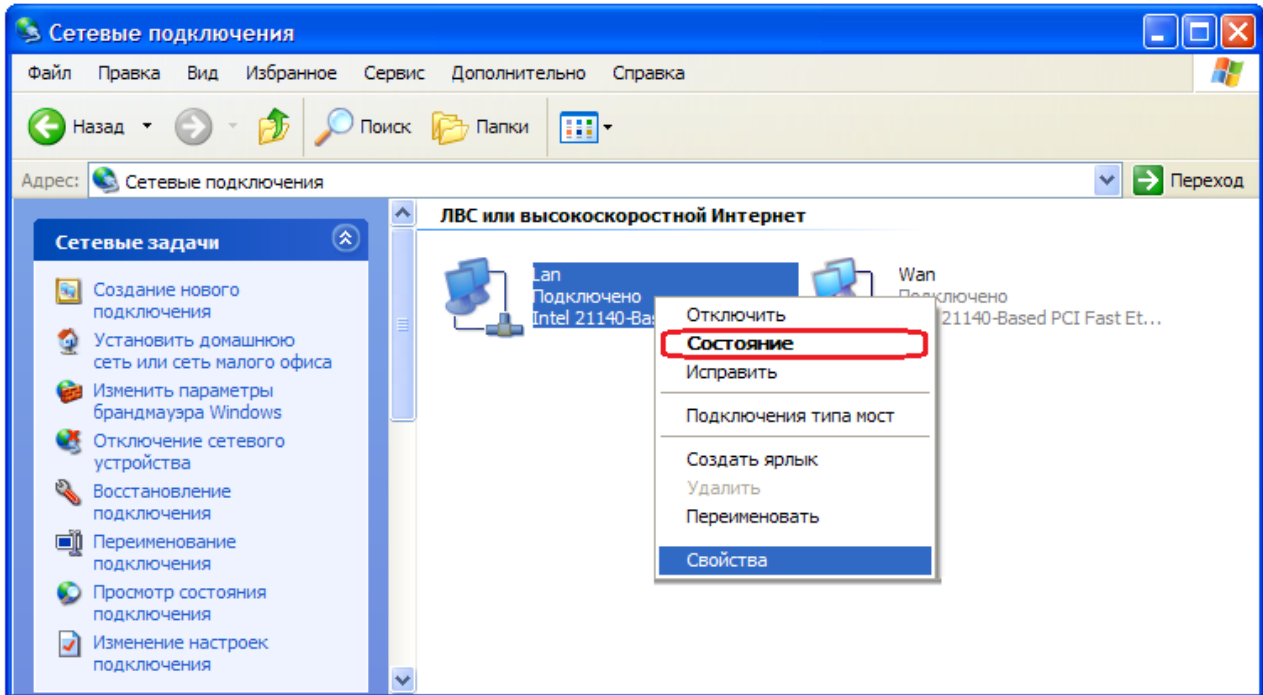 Сетевые подключения
Файл Правка Вид Избранное Сервис Дополнительно Справка
Назад Поиск Папки
Адрес: Сетевые подключения Переход
Сетевые задачи
Создание нового
подключения
Установить домашнюю
сеть или сеть малого офиса
Изменить параметры
брандмауэра Windows
Отключение сетевого
устройства
Восстановление
подключения
Переименование
подключения
Просмотр состояния
подключения
Изменение настроек
подключения
ЛВС или высокоскоростной Интернет
Lan
Подключено
Intel 21140-Bas
Wan
Подключено
21140-Based PCI Fast Et...
Отключить
Состояние
Исправить
Подключения типа мост
Создать ярлык
Удалить
Переименовать
Свойства